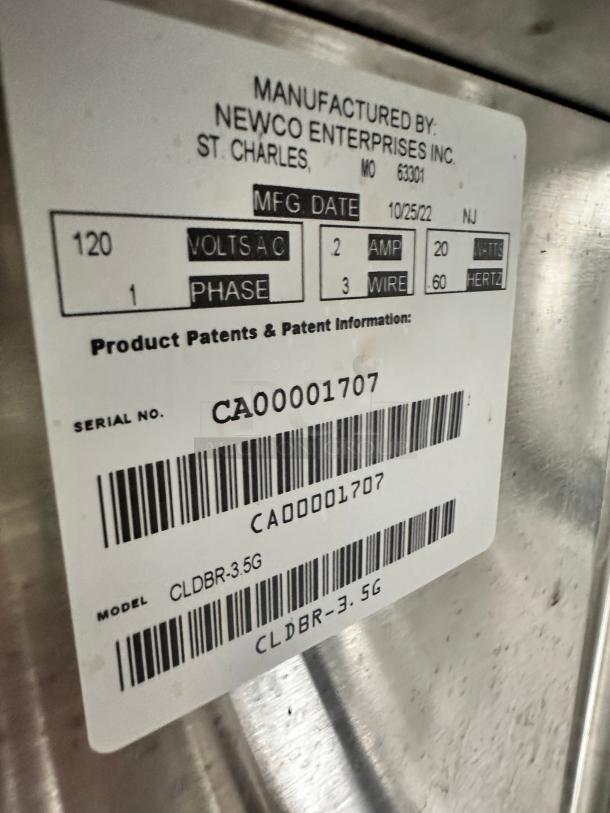 MANUFACTURED BY:
NEWCO ENTERPRISES INC.
ST. CHARLES, MO 63301
MFG. DATE 10/25/22 NJ
120 VOLTS A.C .2 AMP 20 WATTS
1 PHASE 3 WIRE 60 HERTZ
Product Patents & Patent Information:
SERIAL NO. CA00001707
CA00001707
MODEL CLDBR-3.5G
CLDBR-3.5G